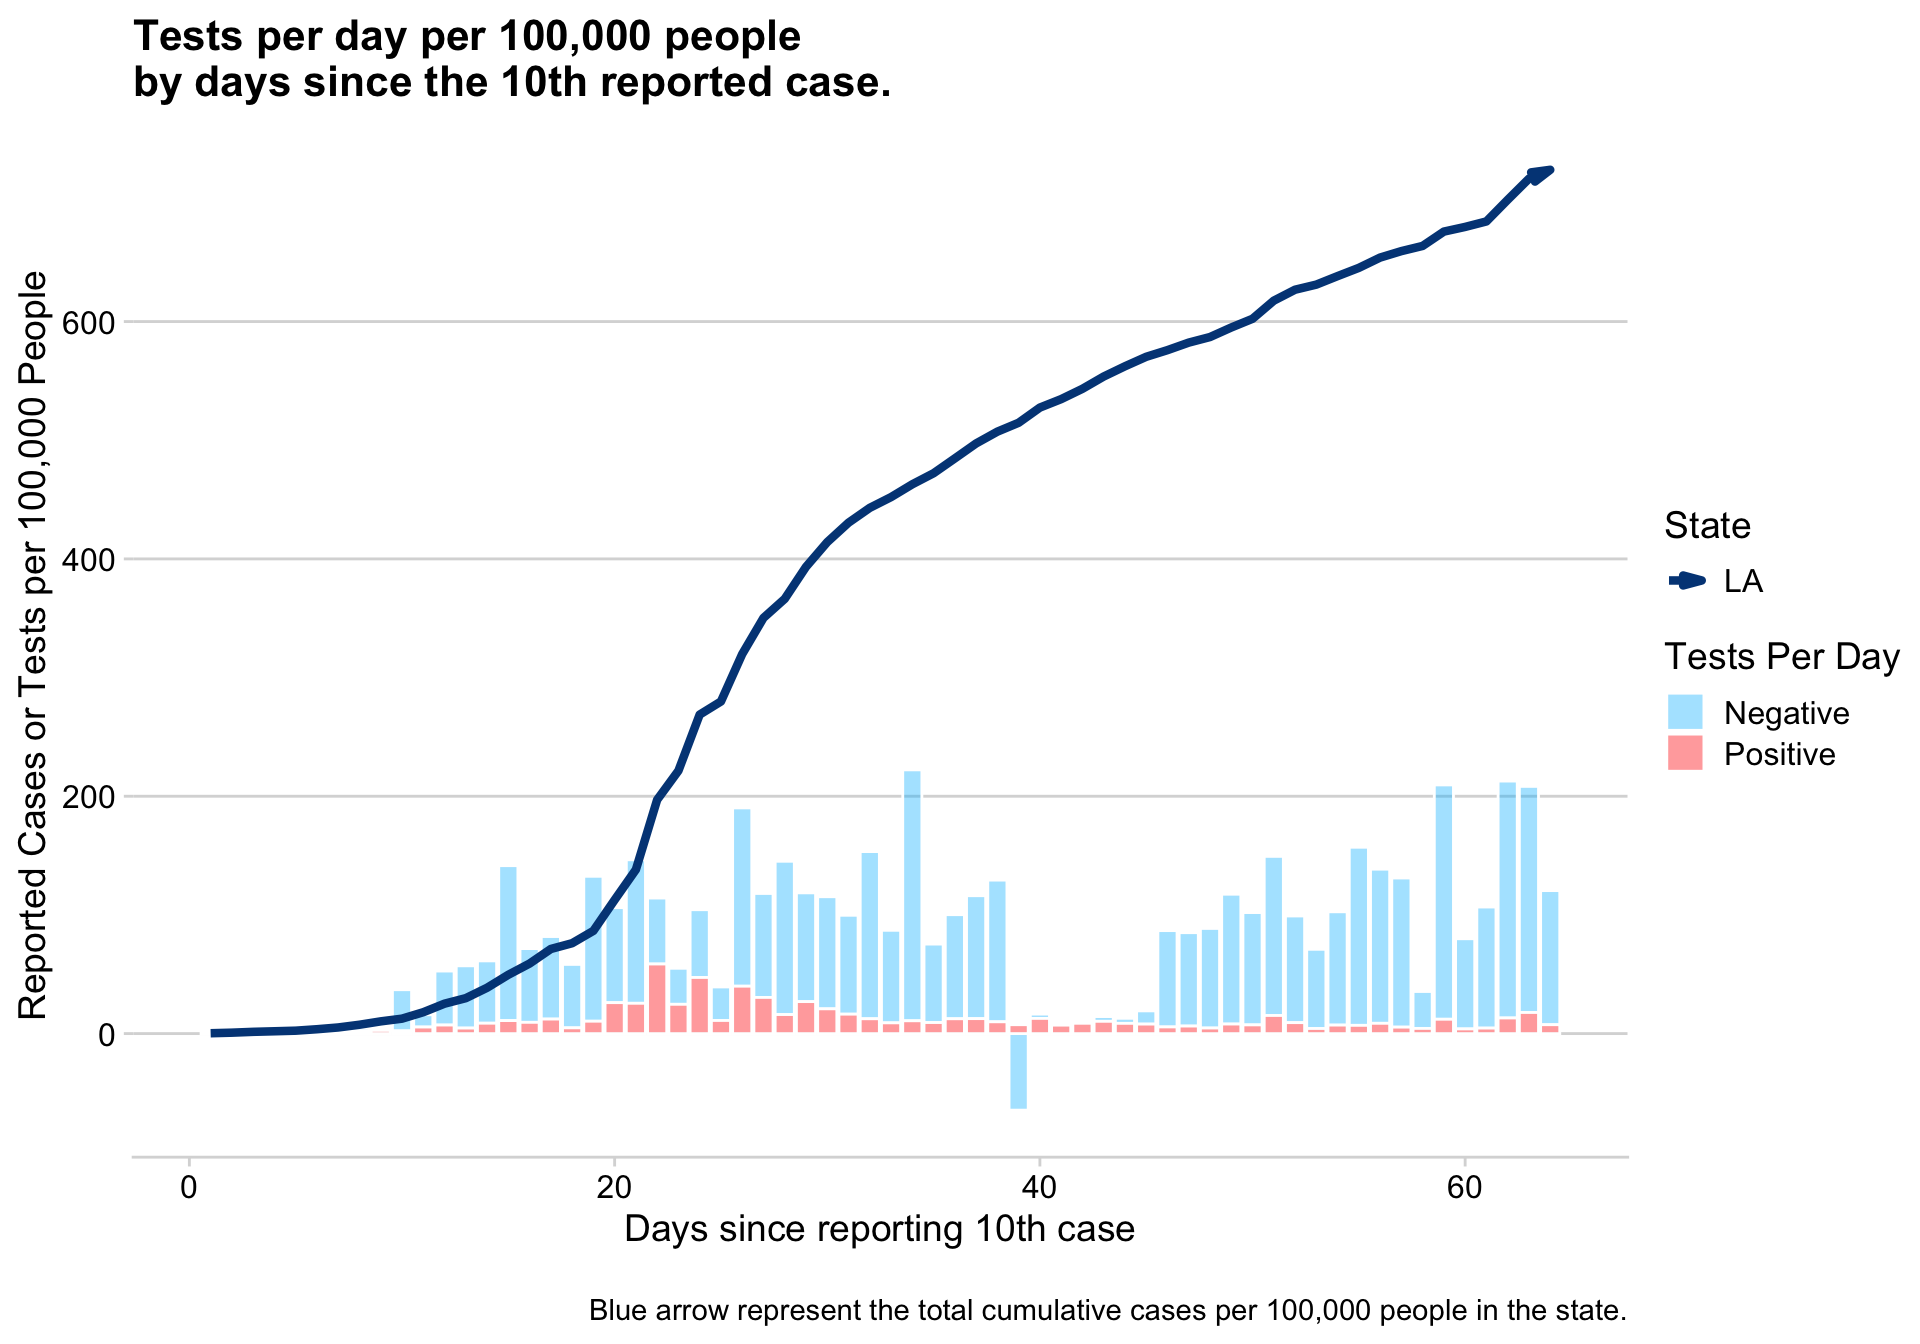 Tests per day per 100,000 people
by days since the 10th reported case.
Reported Cases or Tests per 100,000 People
600
400
200
0
0
20
40
60
Days since reporting 10th case
State
LA
Tests Per Day
Negative
Positive
Blue arrow represent the total cumulative cases per 100,000 people in the state.